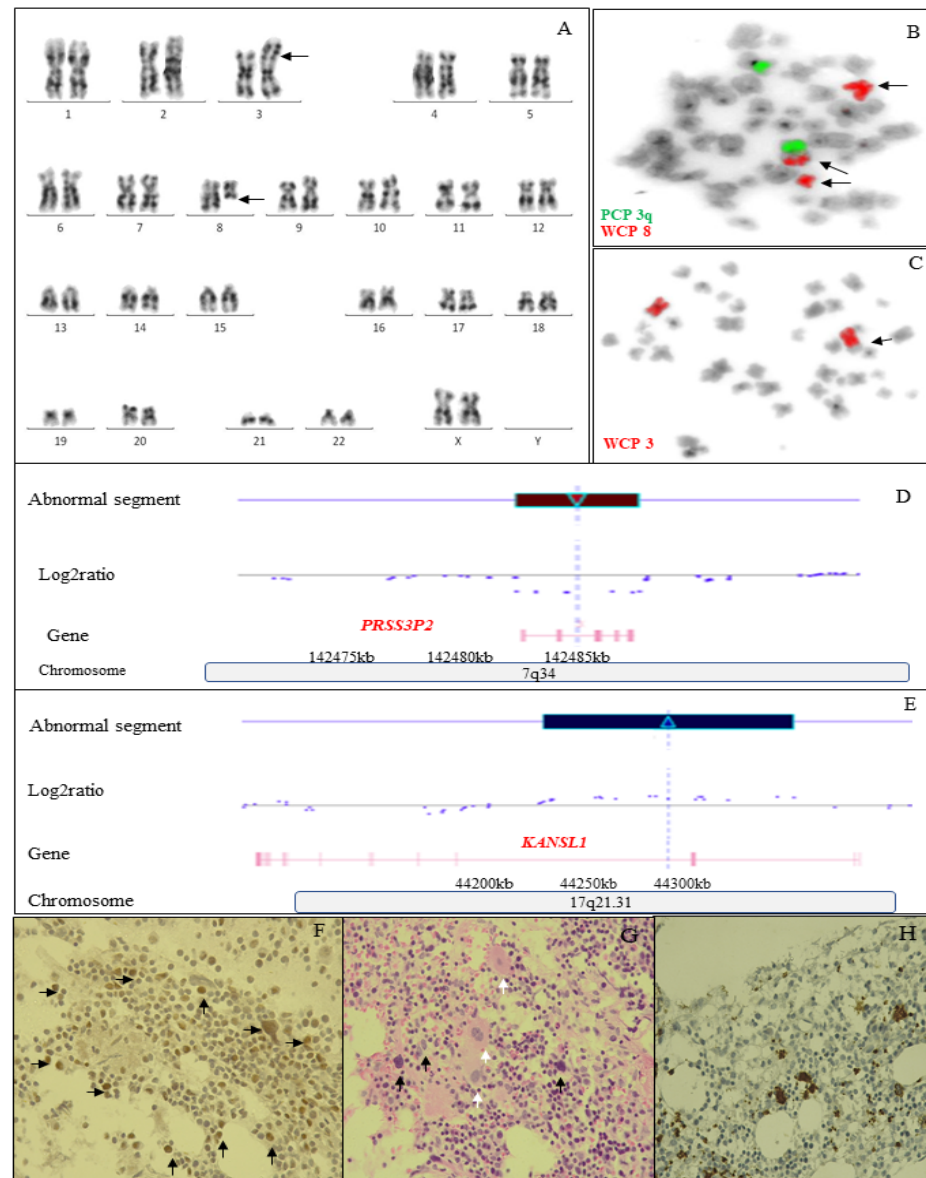 A
1 2 3 4 5
6 7 8 9 10 11 12
13 14 15 16 17 18
19 20 21 22 X Y
B
PCP 3q
WCP 8
C
WCP 3
D
Abnormal segment
Log2ratio
Gene
PRSS3P2
142475kb 142480kb 142485kb
Chromosome
7q34
E
Abnormal segment
Log2ratio
Gene
KANSL1
44200kb 44250kb 44300kb
Chromosome
17q21.31
F
G
H